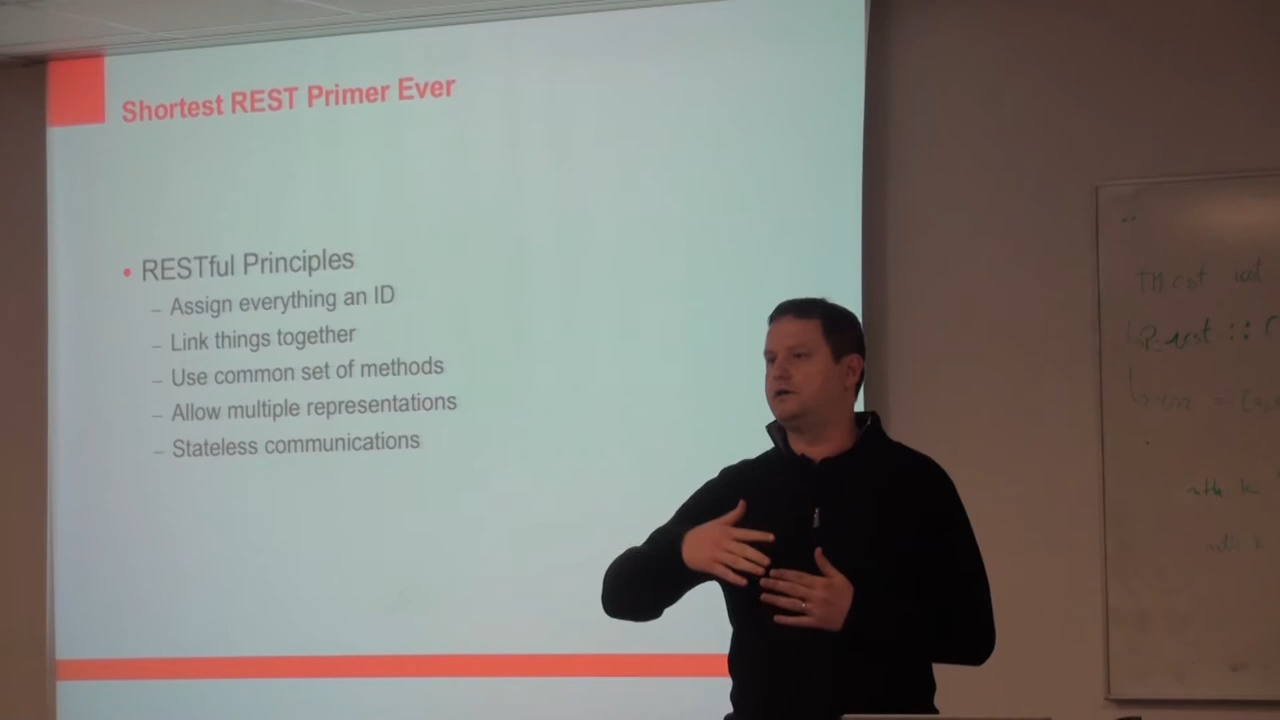 Shortest REST Primer Ever
• RESTful Principles
– Assign everything an ID
– Link things together
– Use common set of methods
– Allow multiple representations
– Stateless communications